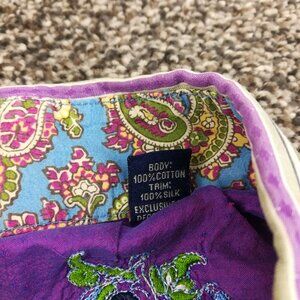 BODY:
100% COTTON
TRIM:
100% SILK
EXCLUSIVE